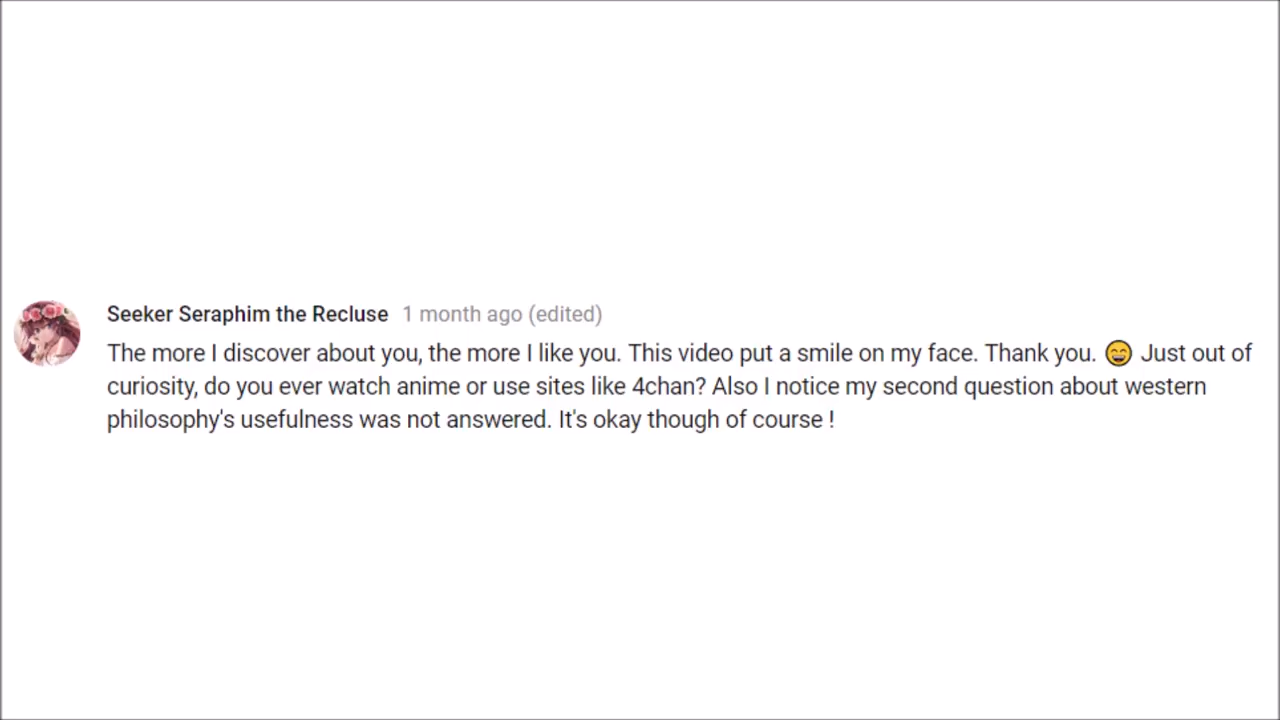 Seeker Seraphim the Recluse 1 month ago (edited)
The more I discover about you, the more I like you. This video put a smile on my face. Thank you. 😄 Just out of
curiosity, do you ever watch anime or use sites like 4chan? Also I notice my second question about western
philosophy's usefulness was not answered. It's okay though of course !